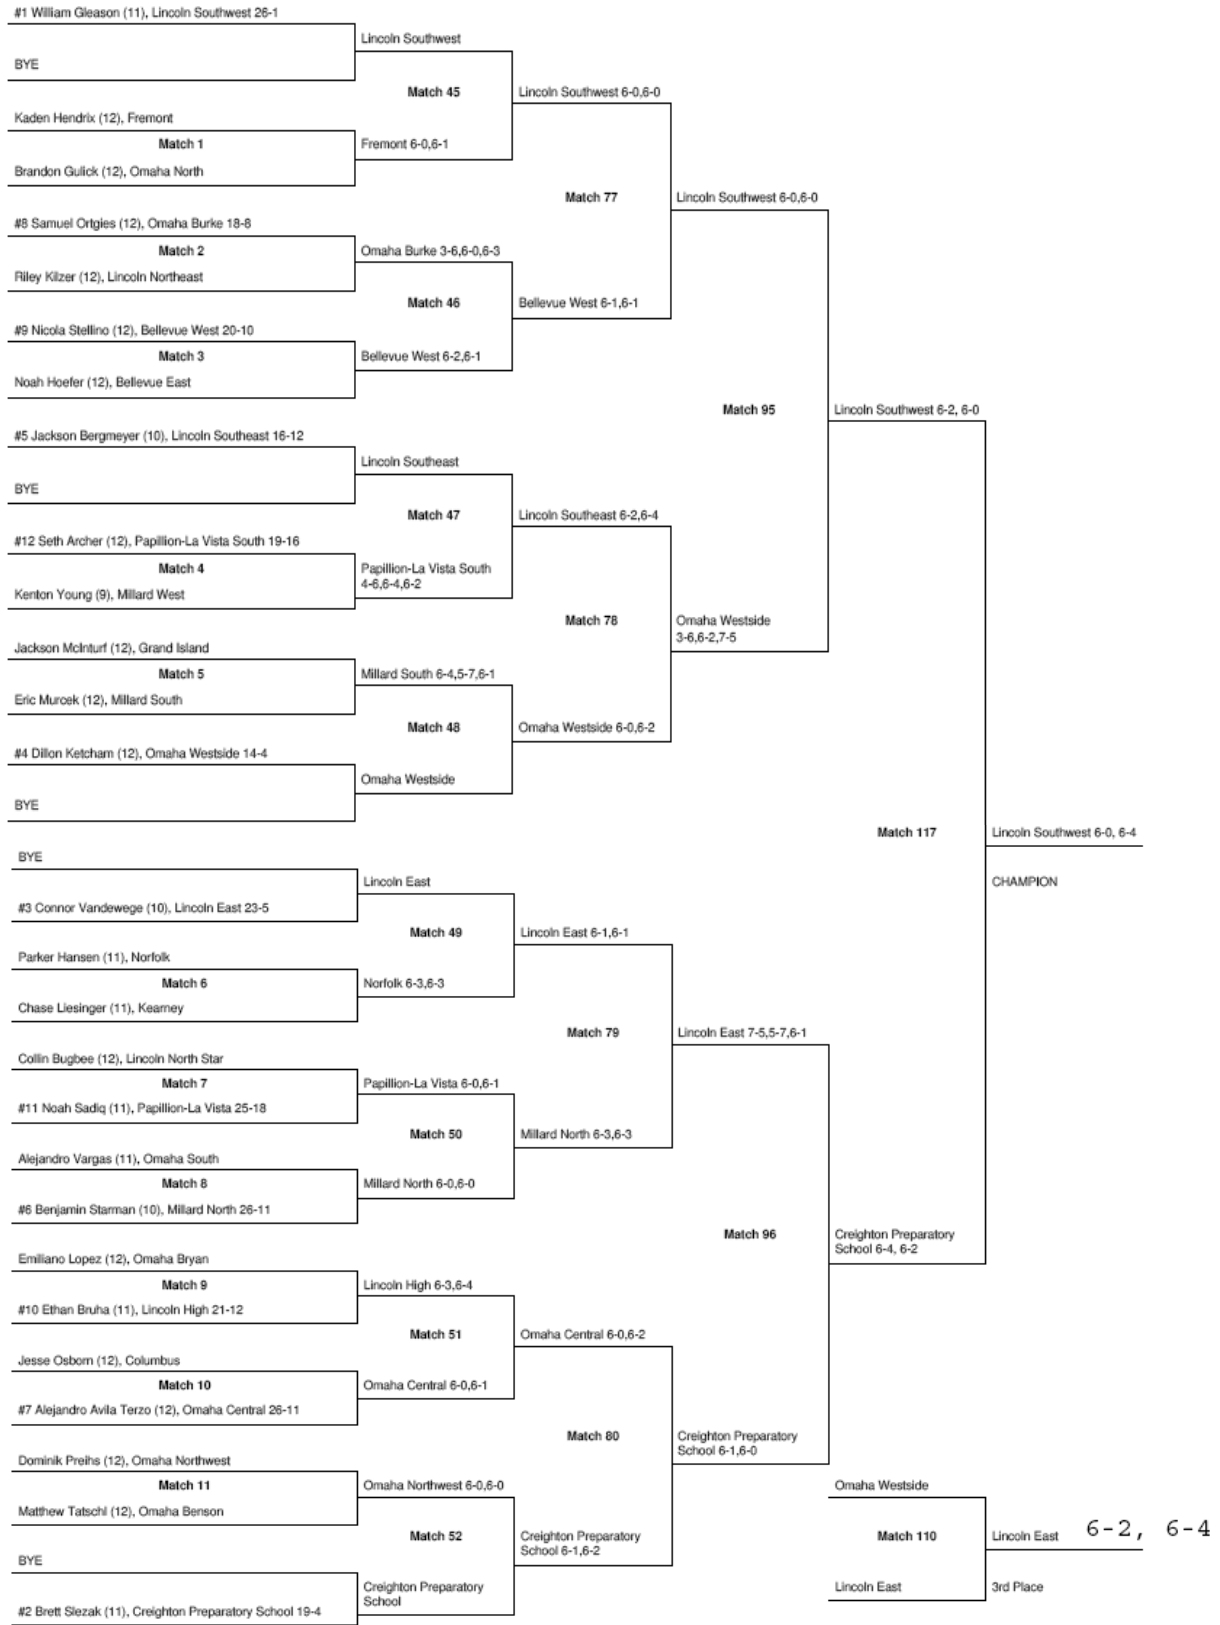 #1 William Gleason (11), Lincoln Southwest 26-1
Lincoln Southwest
BYE
Match 45
Lincoln Southwest 6-0,6-0
Kaden Hendrix (12), Fremont
Match 1
Fremont 6-0,6-1
Brandon Gulick (12), Omaha North
Match 77
Lincoln Southwest 6-0,6-0
#8 Samuel Ortgies (12), Omaha Burke 18-8
Match 2
Omaha Burke 3-6,6-0,6-3
Riley Kilzer (12), Lincoln Northeast
Match 46
Bellevue West 6-1,6-1
#9 Nicola Stellino (12), Bellevue West 20-10
Match 3
Bellevue West 6-2,6-1
Noah Hoefer (12), Bellevue East
Match 95
Lincoln Southwest 6-2, 6-0
#5 Jackson Bergmeyer (10), Lincoln Southeast 16-12
Lincoln Southeast
BYE
Match 47
Lincoln Southeast 6-2,6-4
#12 Seth Archer (12), Papillion-La Vista South 19-16
Match 4
Papillion-La Vista South
4-6,6-4,6-2
Kenton Young (9), Millard West
Match 78
Omaha Westside
3-6,6-2,7-5
Jackson McInturf (12), Grand Island
Match 5
Millard South 6-4,5-7,6-1
Eric Murcek (12), Millard South
Match 48
Omaha Westside 6-0,6-2
#4 Dillon Ketcham (12), Omaha Westside 14-4
Omaha Westside
BYE
Match 117
Lincoln Southwest 6-0, 6-4
CHAMPION
BYE
Lincoln East
#3 Connor Vandewege (10), Lincoln East 23-5
Match 49
Lincoln East 6-1,6-1
Parker Hansen (11), Norfolk
Match 6
Norfolk 6-3,6-3
Chase Liesinger (11), Kearney
Match 79
Lincoln East 7-5,5-7,6-1
Collin Bugbee (12), Lincoln North Star
Match 7
Papillion-La Vista 6-0,6-1
#11 Noah Sadiq (11), Papillion-La Vista 25-18
Match 50
Millard North 6-3,6-3
Alejandro Vargas (11), Omaha South
Match 8
Millard North 6-0,6-0
#6 Benjamin Starman (10), Millard North 26-11
Match 96
Creighton Preparatory
School 6-4, 6-2
Emiliano Lopez (12), Omaha Bryan
Match 9
Lincoln High 6-3,6-4
#10 Ethan Bruha (11), Lincoln High 21-12
Match 51
Omaha Central 6-0,6-2
Jesse Osborn (12), Columbus
Match 10
Omaha Central 6-0,6-1
#7 Alejandro Avila Terzo (12), Omaha Central 26-11
Match 80
Creighton Preparatory
School 6-1,6-0
Dominik Preihs (12), Omaha Northwest
Match 11
Omaha Northwest 6-0,6-0
Matthew Tatschl (12), Omaha Benson
Match 52
Creighton Preparatory
School 6-1,6-2
BYE
Creighton Preparatory
School
#2 Brett Slezak (11), Creighton Preparatory School 19-4
Omaha Westside
Match 110
Lincoln East 6-2, 6-4
Lincoln East
3rd Place